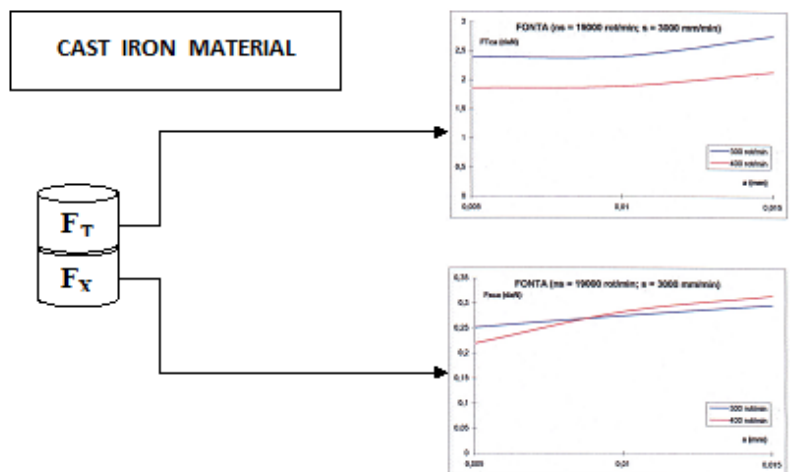 CAST IRON MATERIAL
F T
F X
FONTA (ns = 19000 rot/min; s = 3000 mm/min)
3
2,5
2
1,5
1
0,5
0
300 rot/min
400 rot/min
a (mm)
0,005
0,01
0,015
FONTA (ns = 19000 rot/min; s = 3000 mm/min)
0,35
0,3
0,25
0,2
0,15
0,1
0,05
0
300 rot/min
400 rot/min
a (mm)
0,005
0,01
0,015